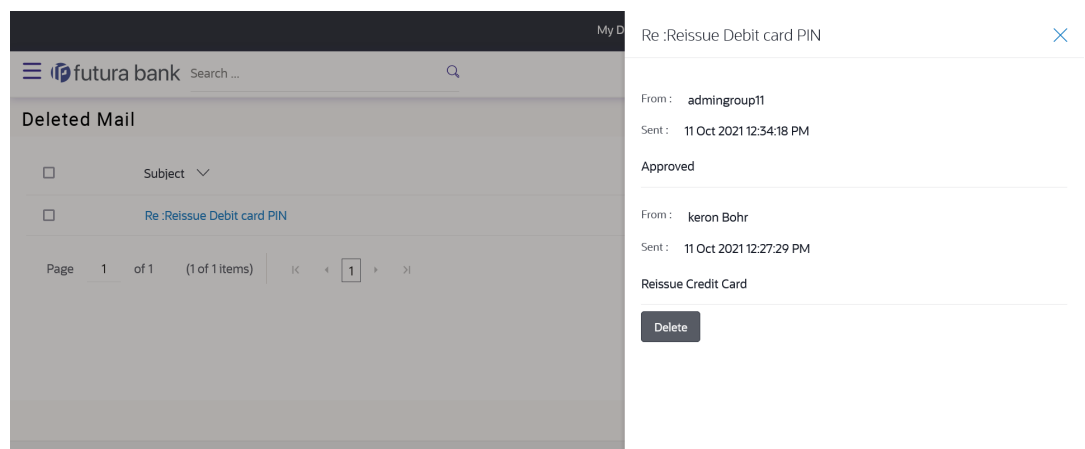 My D
futura bank
Search ...
Deleted Mail
Subject
Re :Reissue Debit card PIN
Page 1 of 1 (1 of 1 items) 1
Re :Reissue Debit card PIN
From : admingroup11
Sent : 11 Oct 2021 12:34:18 PM
Approved
From : keron Bohr
Sent : 11 Oct 2021 12:27:29 PM
Reissue Credit Card
Delete